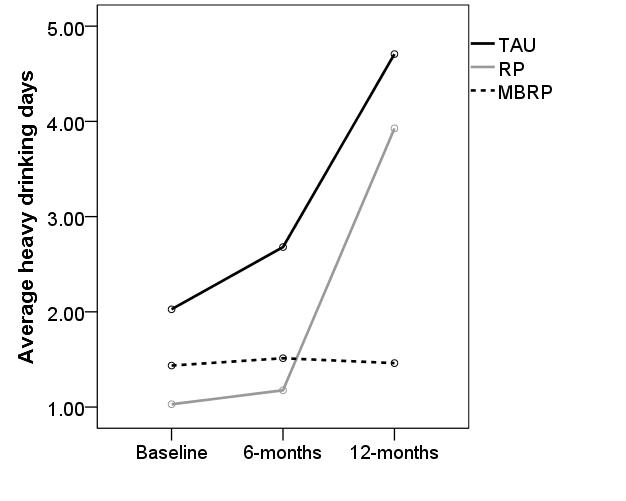 5.00
4.00
3.00
2.00
1.00
Average heavy drinking days
Baseline
6-months
12-months
TAU
RP
MBRP